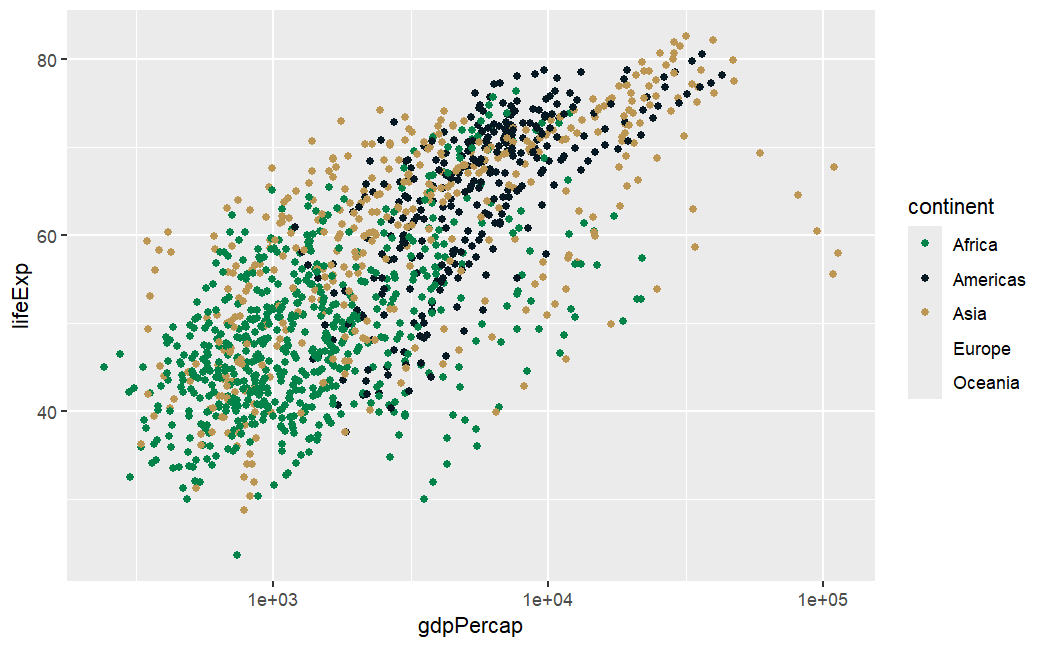 80
60
40
lifeExp
1e+03
1e+04
1e+05
gdpPercap
continent
Africa
Americas
Asia
Europe
Oceania